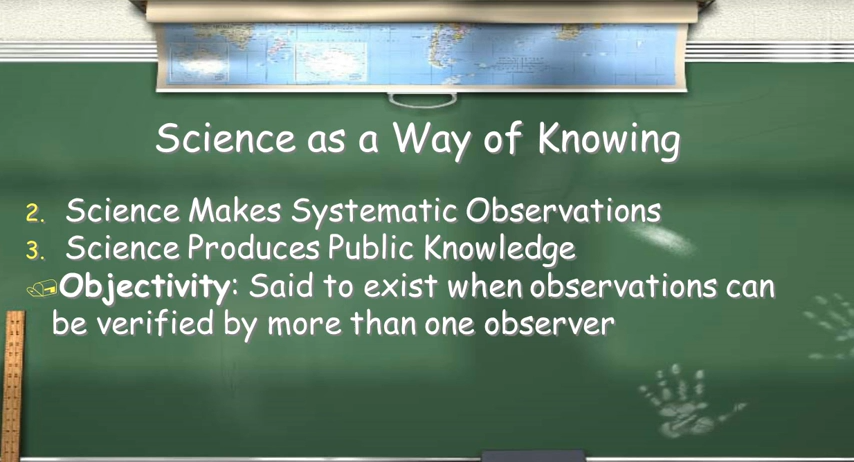 Science as a Way of Knowing
2. Science Makes Systematic Observations
3. Science Produces Public Knowledge
Objectivity: Said to exist when observations can
be verified by more than one observer